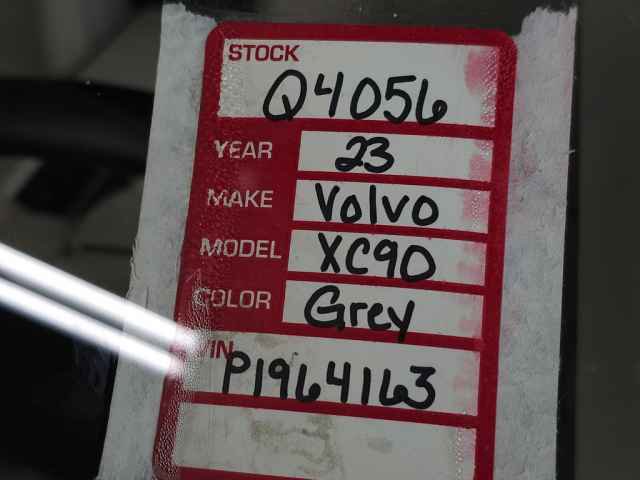 STOCK
Q4056
YEAR 23
MAKE Volvo
MODEL XC90
COLOR Grey
VIN
P1964163